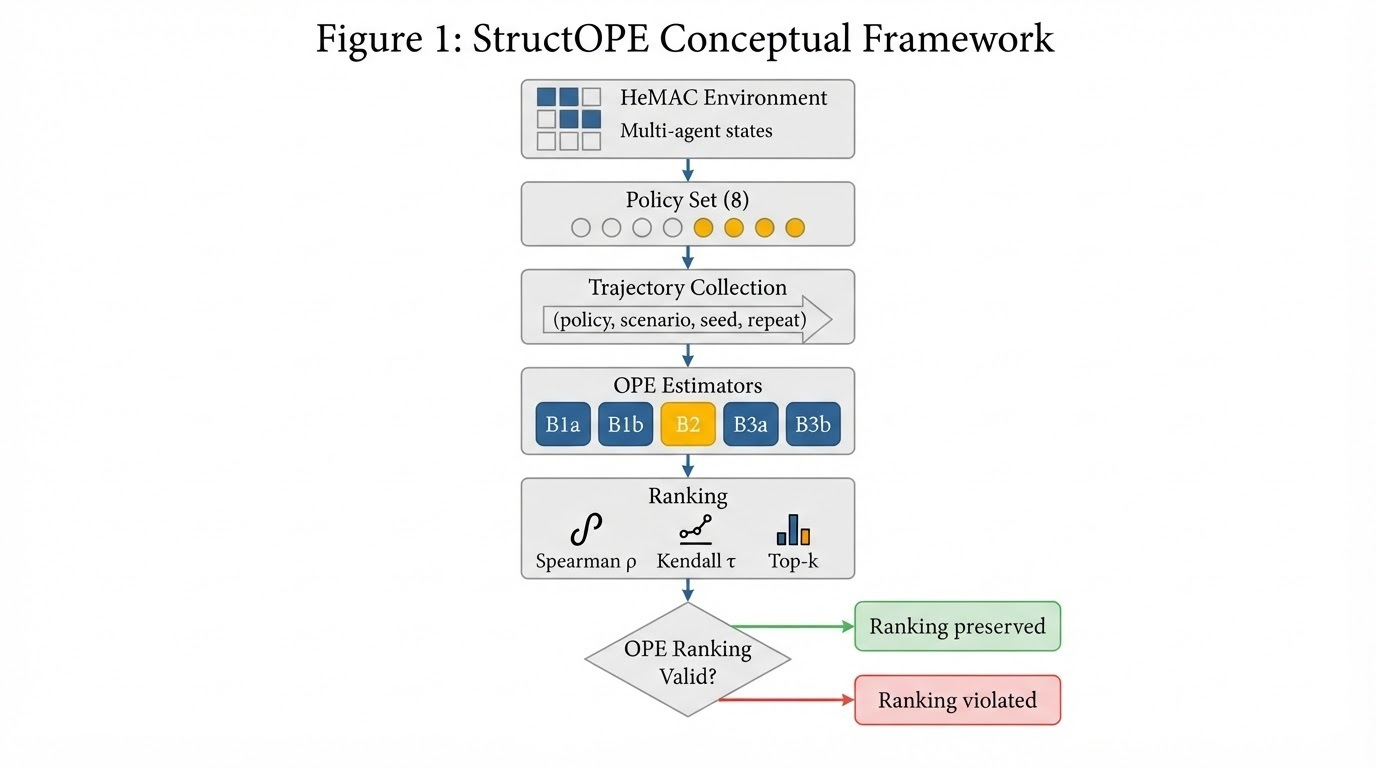 Figure 1: StructOPE Conceptual Framework
HeMAC Environment
Multi-agent states
Policy Set (8)
Trajectory Collection
(policy, scenario, seed, repeat)
OPE Estimators
B1a B1b B2 B3a B3b
Ranking
Spearman ρ Kendall τ Top-k
OPE Ranking
Valid?
Ranking preserved
Ranking violated